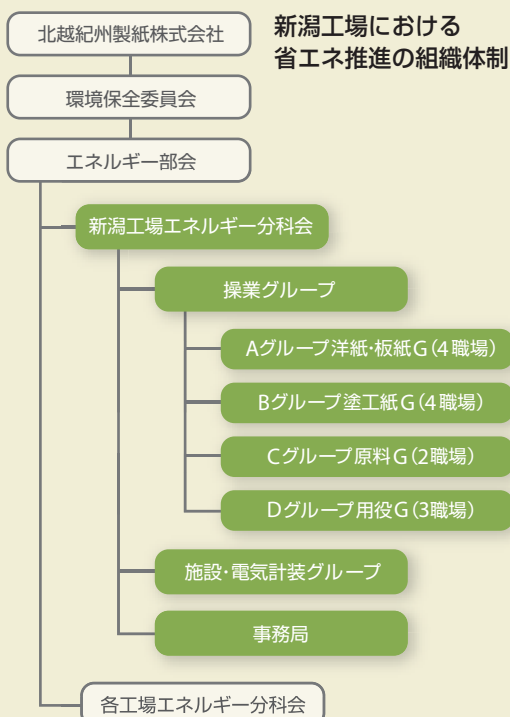 北越紀州製紙株式会社
新潟工場における
省エネ推進の組織体制
環境保全委員会
エネルギー部会
新潟工場エネルギー分科会
操業グループ
Aグループ洋紙・板紙G(4職場)
Bグループ塗工紙G(4職場)
Cグループ原料G(2職場)
Dグループ用役G(3職場)
施設・電気計装グループ
事務局
各工場エネルギー分科会